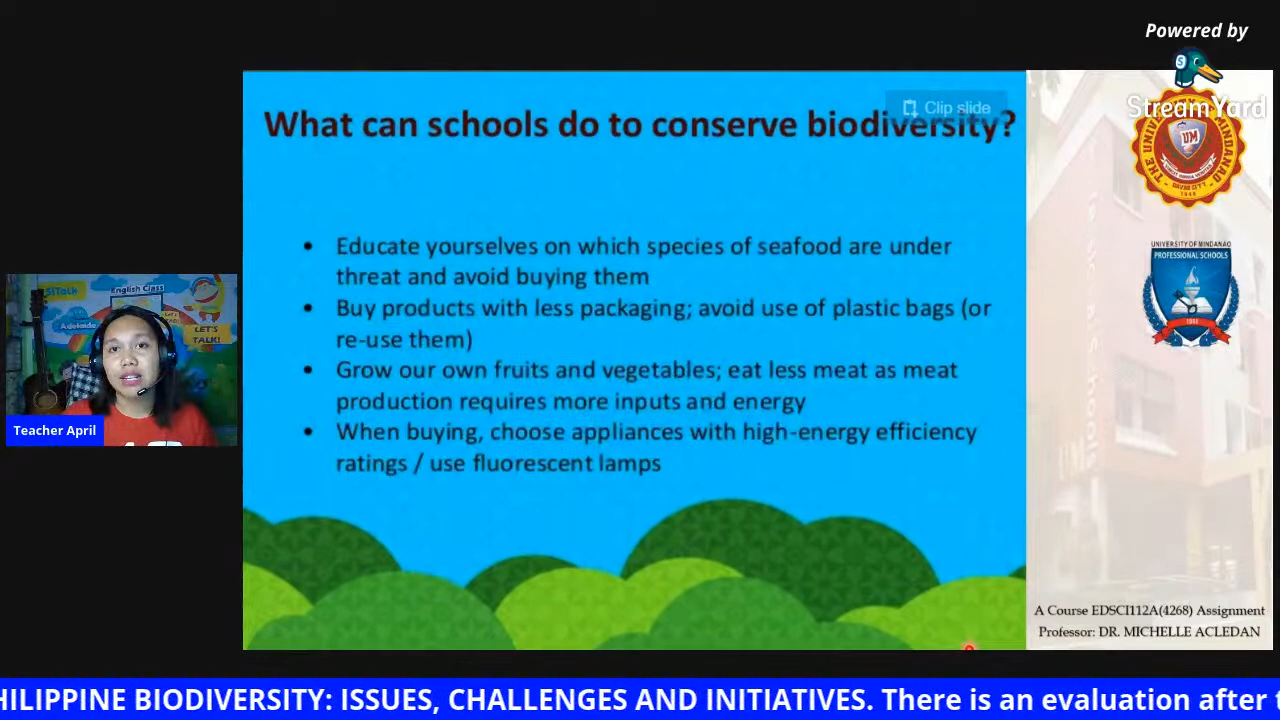 Powered by
StreamYard
Clip slide
What can schools do to conserve biodiversity?
• Educate yourselves on which species of seafood are under
threat and avoid buying them
• Buy products with less packaging; avoid use of plastic bags (or
re-use them)
• Grow our own fruits and vegetables; eat less meat as meat
production requires more inputs and energy
• When buying, choose appliances with high-energy efficiency
ratings / use fluorescent lamps
English Class
Adelaide
LET'S
TALK!
Teacher April
UM
1946
UNIVERSITY OF MINDANAO
PROFESSIONAL SCHOOLS
1946
A Course EDSCI112A(4268) Assignment
Professor: DR. MICHELLE ACLEDAN
HILIPPINE BIODIVERSITY: ISSUES, CHALLENGES AND INITIATIVES. There is an evaluation after